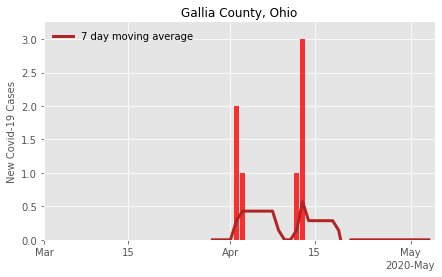 Gallia County, Ohio
7 day moving average
New Covid-19 Cases
3.0
2.5
2.0
1.5
1.0
0.5
0.0
Mar 15 Apr 15 May
2020-May